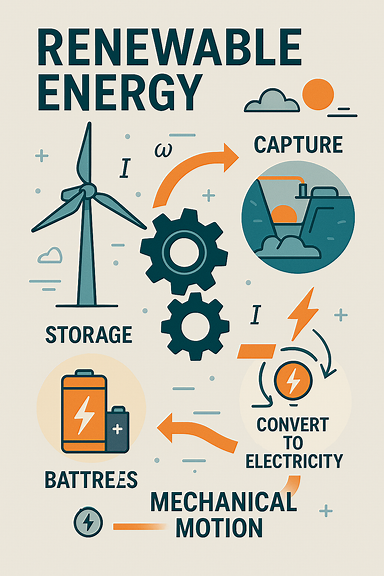 RENEWABLE
ENERGY
CAPTURE
I ω
STORAGE
I
CONVERT
TO
ELECTRICITY
BATTREES
MECHANICAL
MOTION